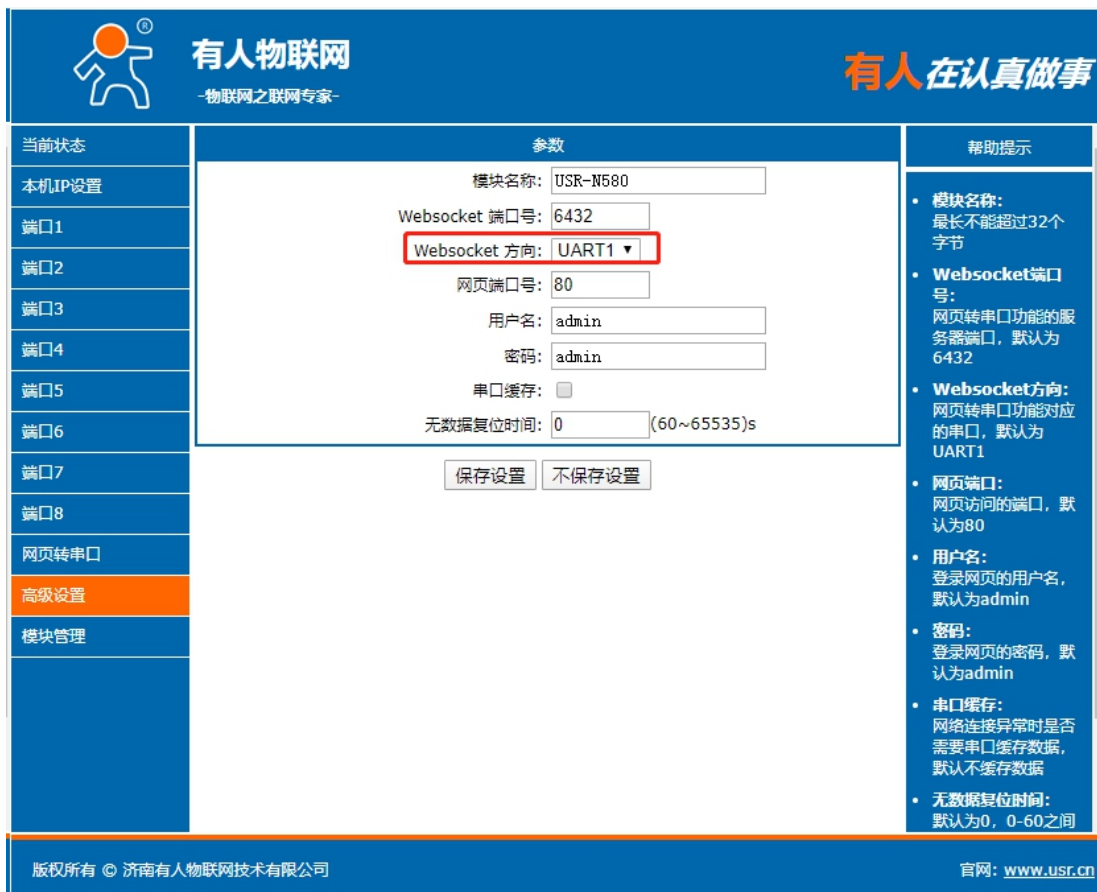 ®
有人物联网
-物联网之联网专家-
有人在认真做事
当前状态
本机IP设置
端口1
端口2
端口3
端口4
端口5
端口6
端口7
端口8
网页转串口
高级设置
模块管理
参数
模块名称: USR-N580
Websocket 端口号: 6432
Websocket 方向: UART1 ▼
网页端口号: 80
用户名: admin
密码: admin
串口缓存:
无数据复位时间: 0 (60~65535)s
保存设置 不保存设置
帮助提示
• 模块名称:
最长不能超过32个
字节
• Websocket端口
号:
网页转串口功能的服
务器端口，默认为
6432
• Websocket方向:
网页转串口功能对应
的串口，默认为
UART1
• 网页端口:
网页访问的端口，默
认为80
• 用户名:
登录网页的用户名，
默认为admin
• 密码:
登录网页的密码，默
认为admin
• 串口缓存:
网络连接异常时是否
需要串口缓存数据，
默认不缓存数据
• 无数据复位时间:
默认为0，0-60之间
版权所有 © 济南有人物联网技术有限公司
官网: www.usr.cn